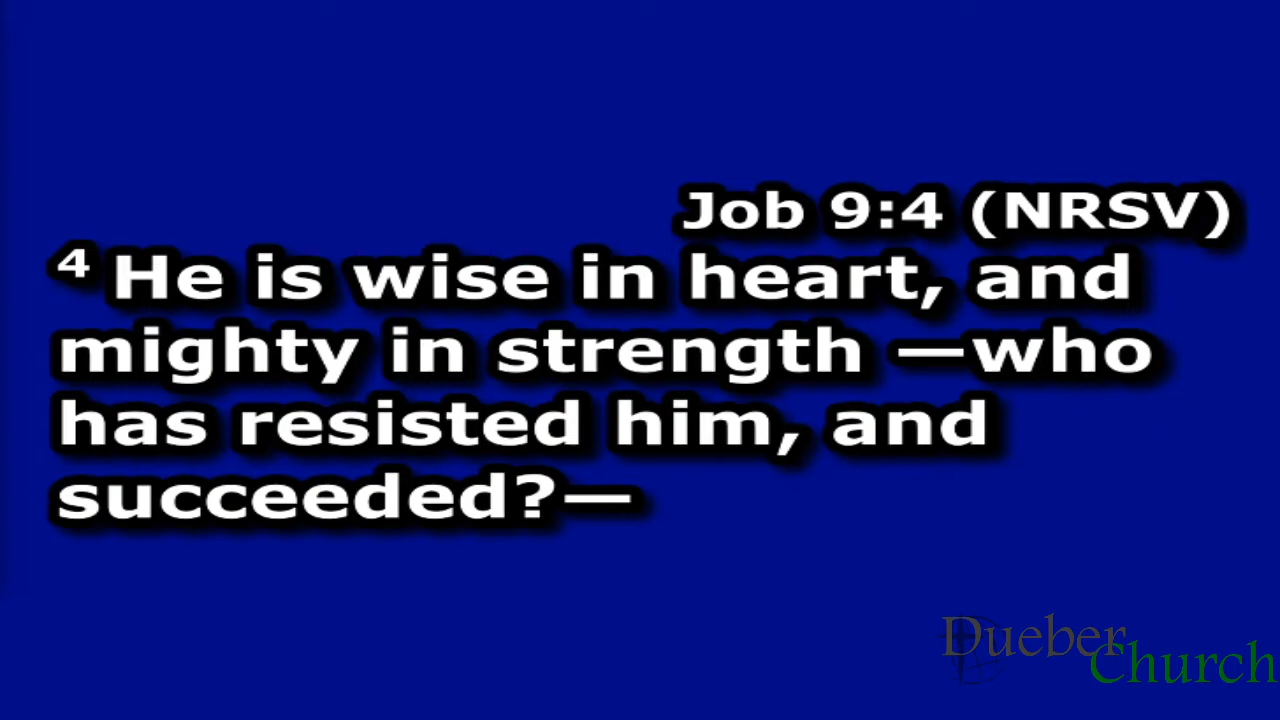 Job 9:4 (NRSV)
4 He is wise in heart, and
mighty in strength —who
has resisted him, and
succeeded?—
Dueber
Church